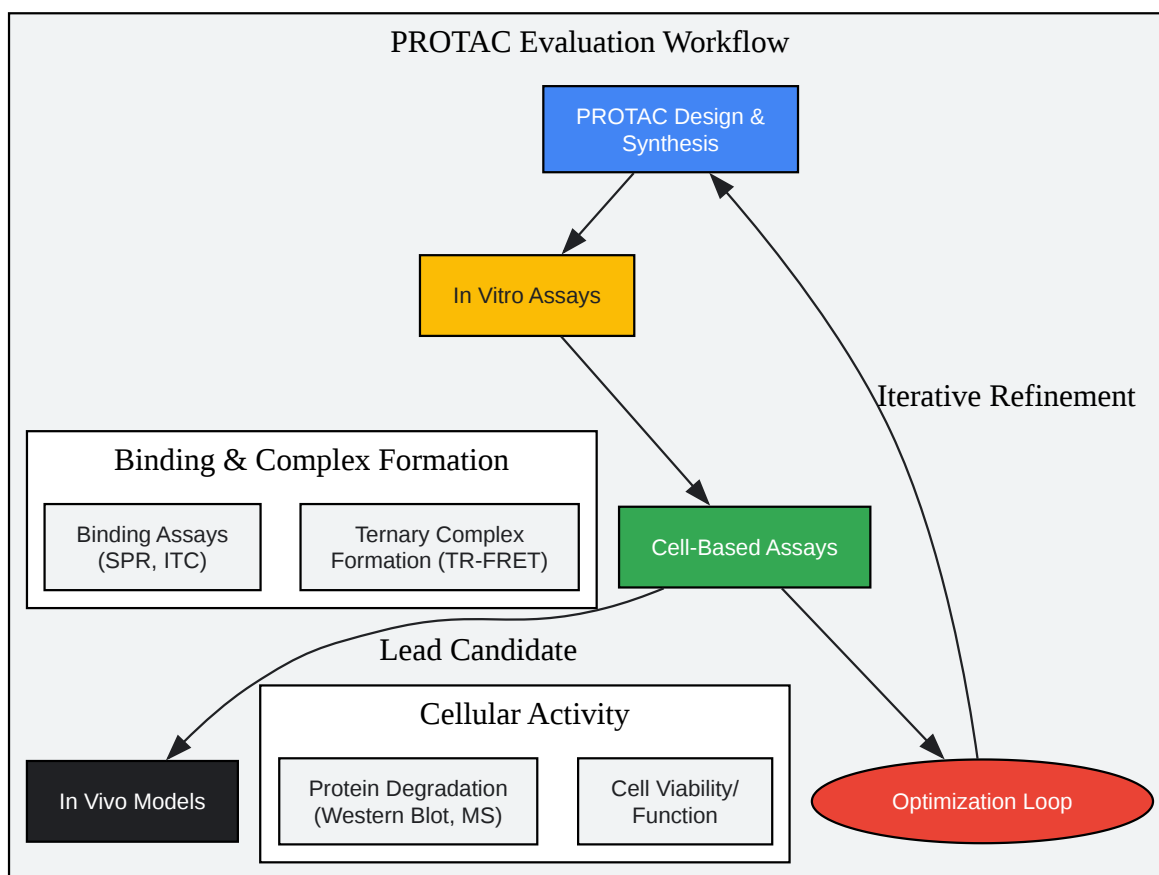 PROTAC Evaluation Workflow
PROTAC Design &
Synthesis
In Vitro Assays
Iterative Refinement
Binding & Complex Formation
Binding Assays
(SPR, ITC)
Ternary Complex
Formation (TR-FRET)
Cell-Based Assays
Lead Candidate
Cellular Activity
In Vivo Models
Protein Degradation
(Western Blot, MS)
Cell Viability/
Function
Optimization Loop